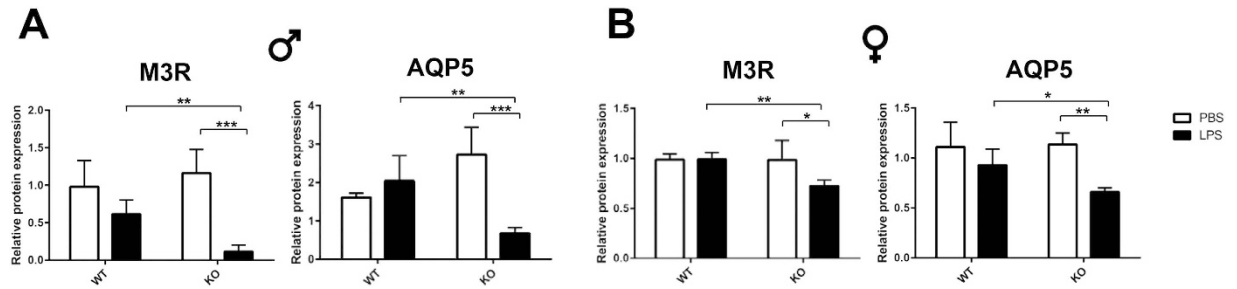 A
♂
M3R
Relative protein expression
2.0
1.5
1.0
0.5
0.0
**
***
WT
KO
AQP5
Relative protein expression
4
3
2
1
0
**
***
WT
KO
B
♀
M3R
Relative protein expression
1.5
1.0
0.5
0.0
**
*
WT
KO
AQP5
Relative protein expression
1.5
1.0
0.5
0.0
*
**
WT
KO
PBS
LPS